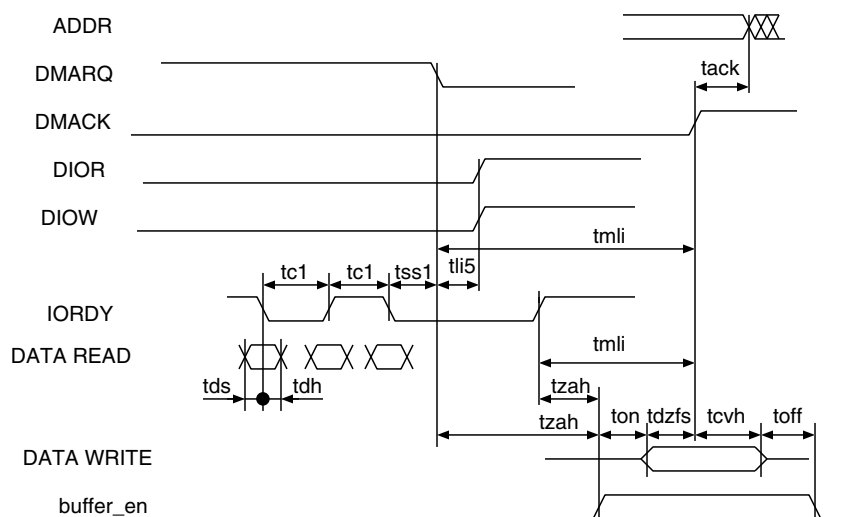 ADDR
DMARQ
tack
DMACK
DIOR
DIOW
tmli
tc1 tc1 tss1 tli5
IORDY
DATA READ
tmli
tds tdh
tzah
tzah ton tdzfs tcvh toff
DATA WRITE
buffer_en